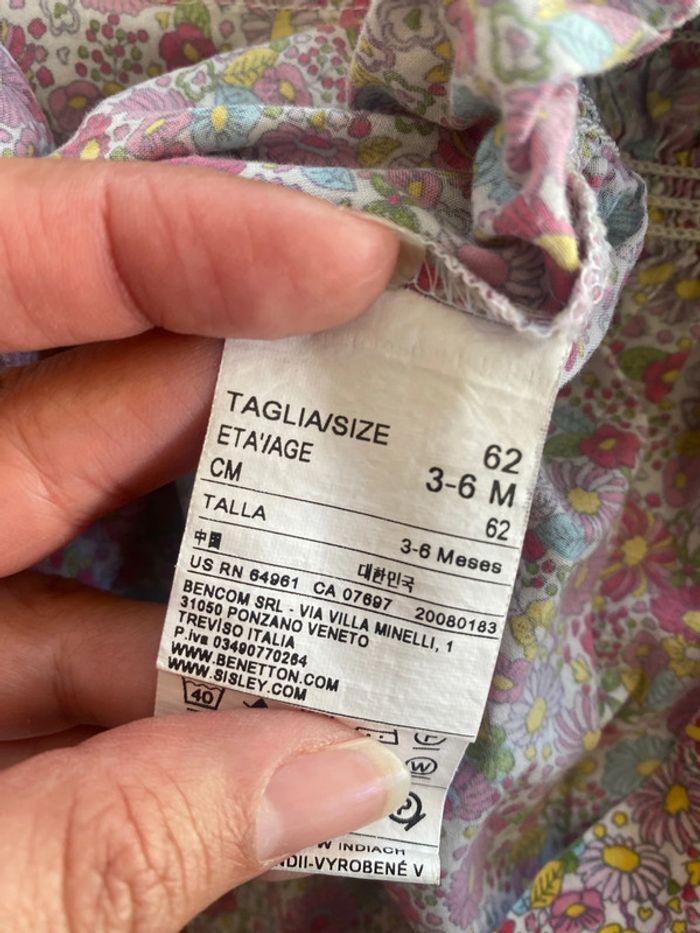 TAGLIA/SIZE 62
ETA'/AGE 3-6 M
CM 62
TALLA 3-6 Meses
中国 대한민국
US RN 64961 CA 07697 20080183
BENCOM SRL - VIA VILLA MINELLI, 1
31050 PONZANO VENETO
TREVISO ITALIA
P.iva 03490770264
WWW.BENETTON.COM
WWW.SISLEY.COM
40
P
W
P
W INDIACH
NDII-VYROBENÉ V